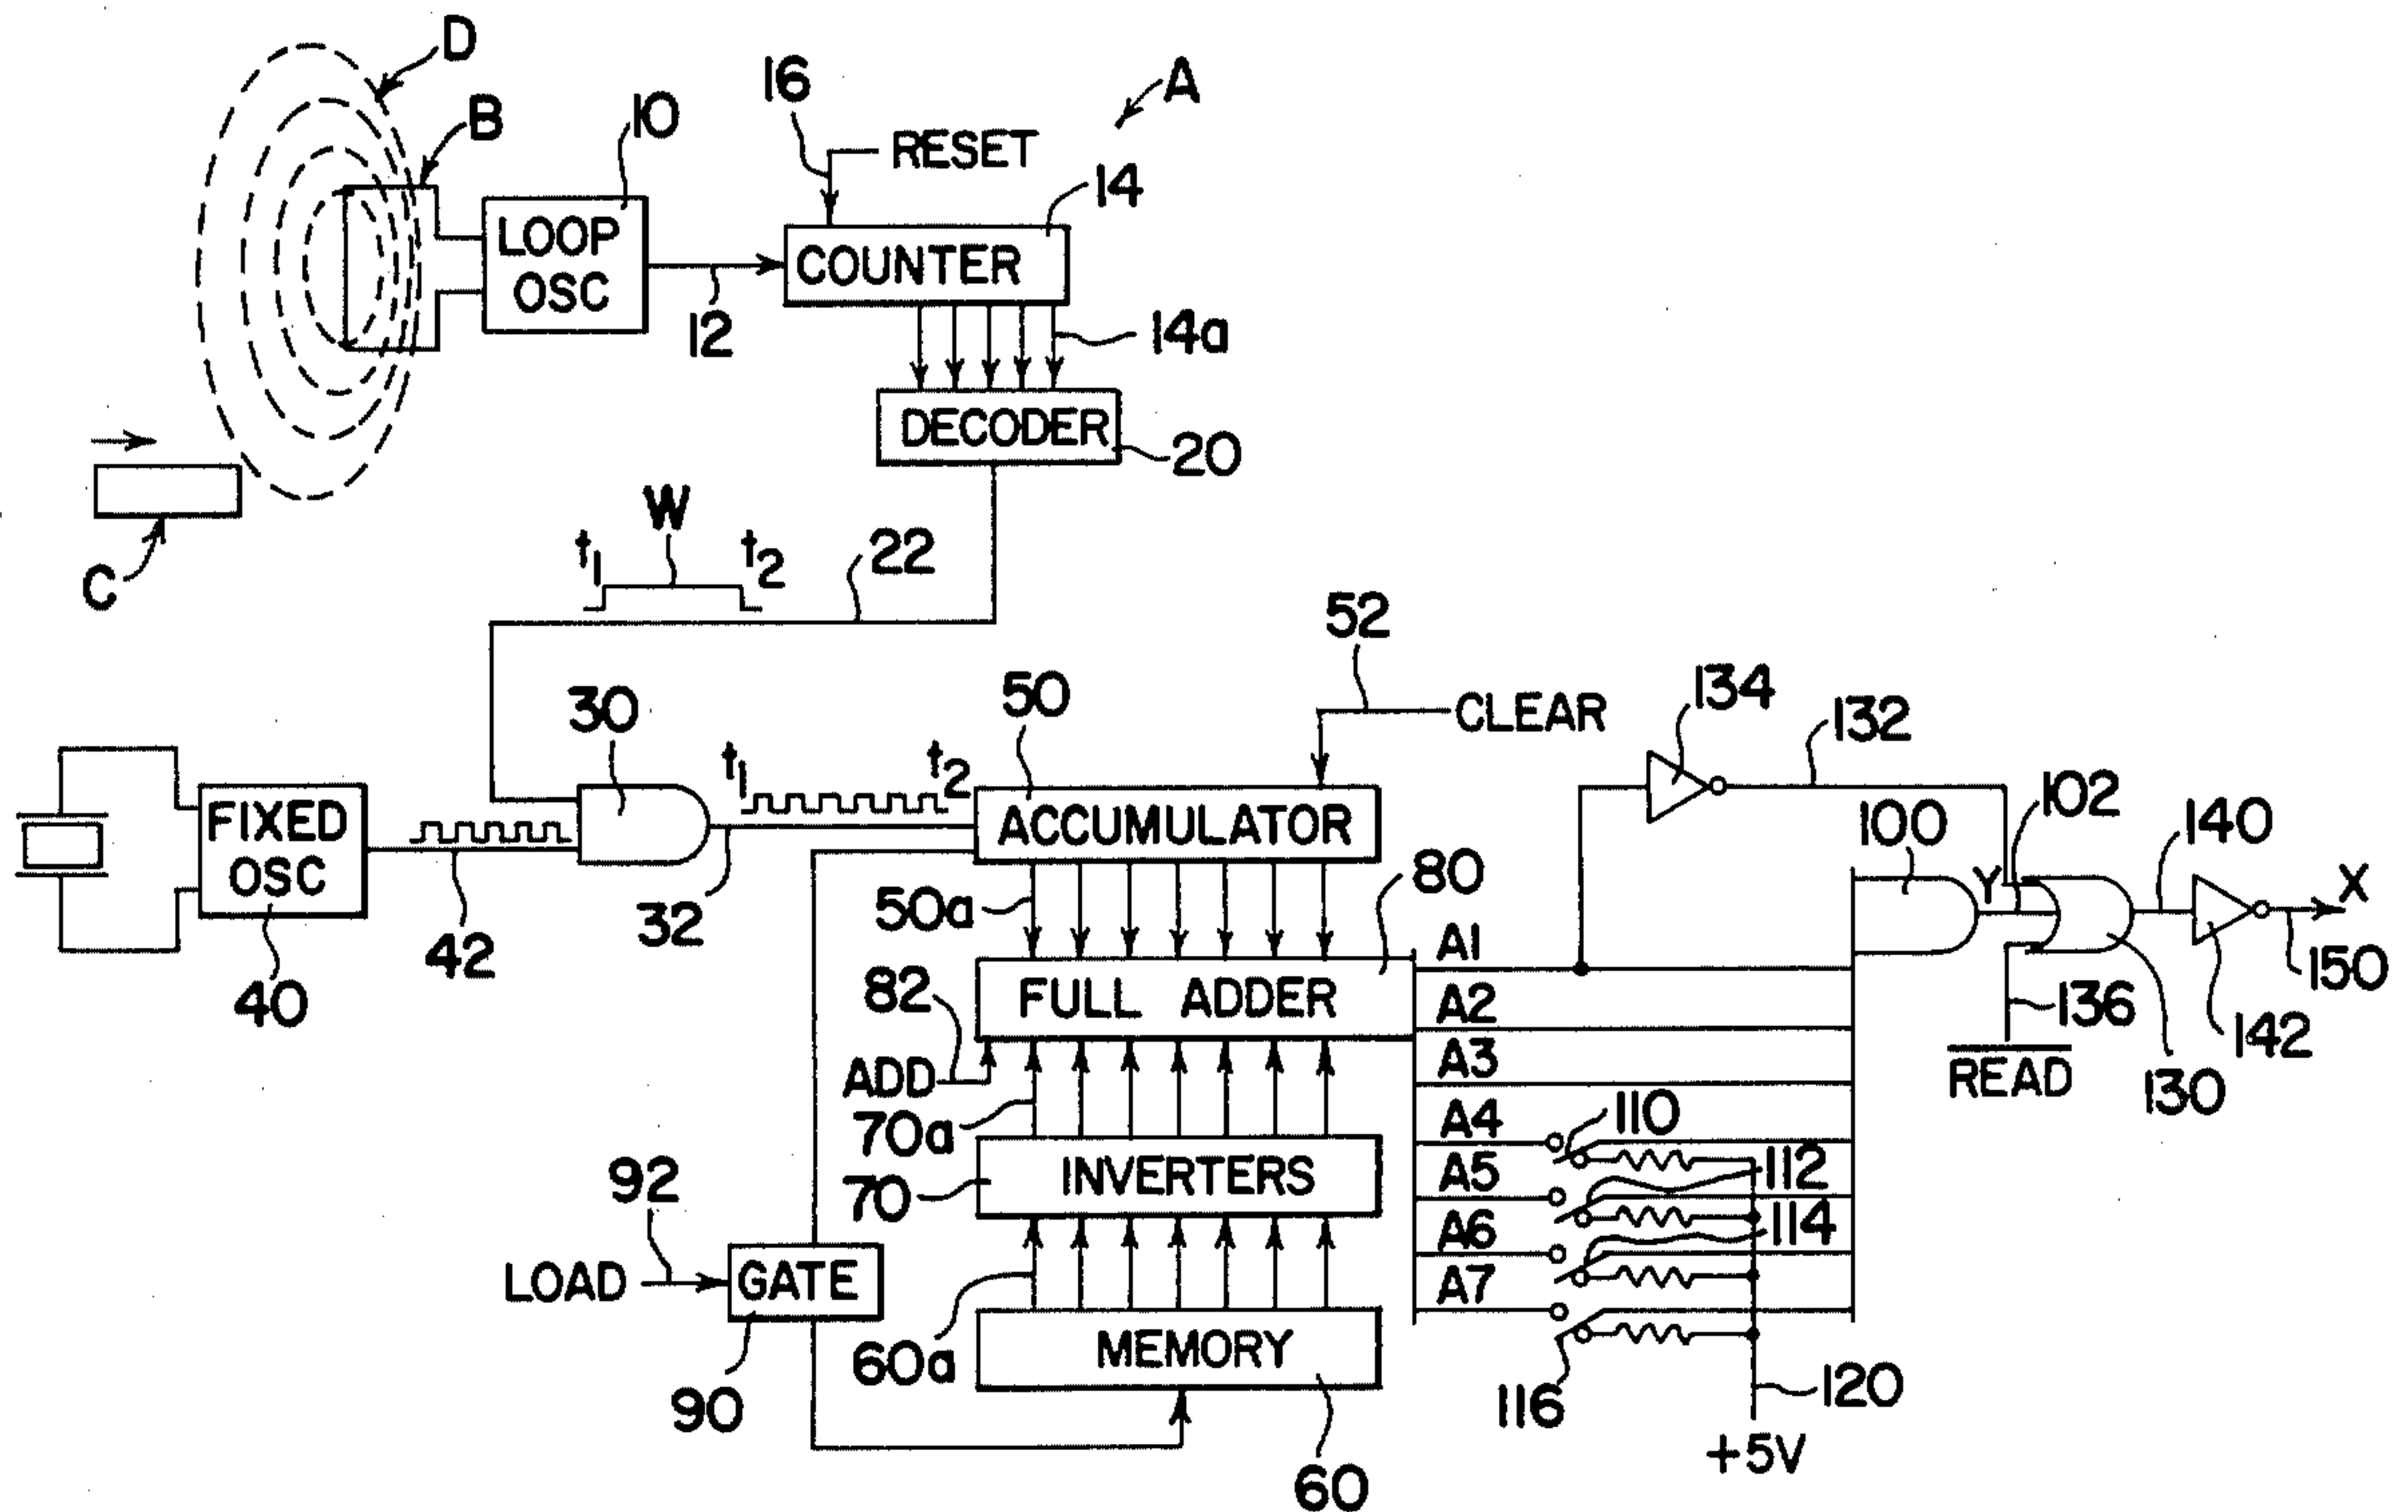 D
B
10
16
A
RESET
14
LOOP
OSC
COUNTER
12
14a
DECODER
20
C
W
t1
t2
22
52
50
CLEAR
134
132
30
t1
t2
102
100
140
FIXED
OSC
ACCUMULATOR
80
Y
X
50a
42
32
40
A1
150
82
FULL ADDER
A2
136
142
ADD
A3
READ
130
70a
A4
110
92
70
INVERTERS
A5
112
A6
114
LOAD
GATE
A7
60a
MEMORY
90
116
120
+5V
60